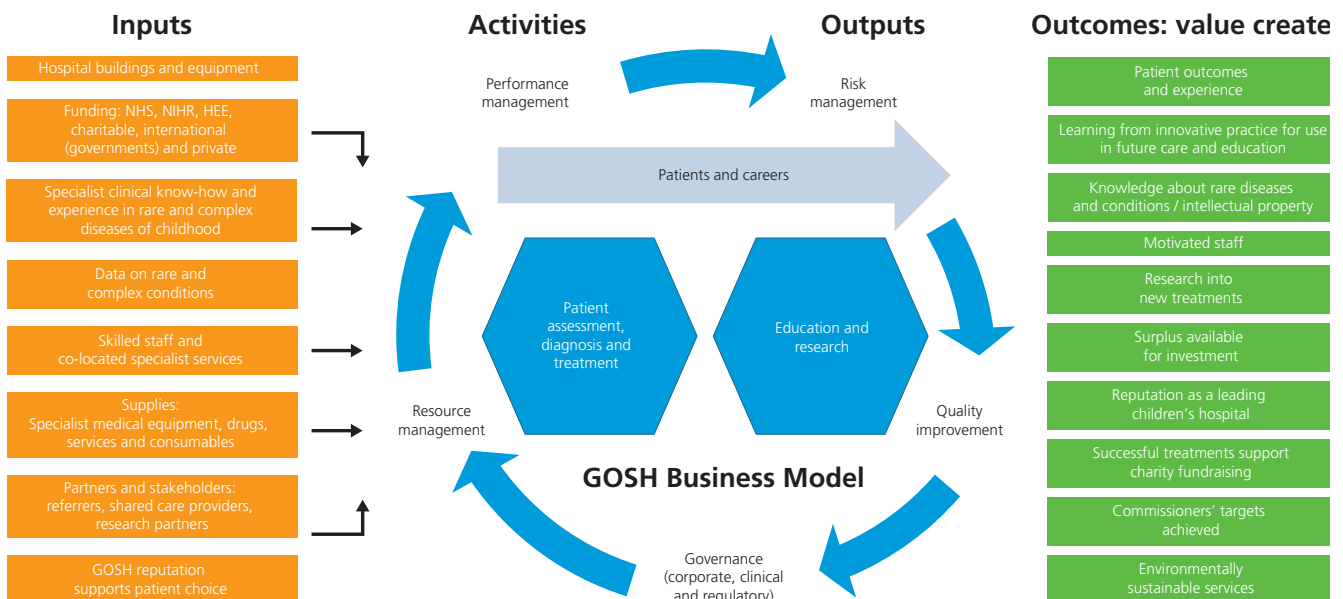 Inputs
Hospital buildings and equipment
Funding: NHS, NIHR, HEE,
charitable, international
(governments) and private
Specialist clinical know-how and
experience in rare and complex
diseases of childhood
Data on rare and
complex conditions
Skilled staff and
co-located specialist services
Supplies:
Specialist medical equipment, drugs,
services and consumables
Partners and stakeholders:
referrers, shared care providers,
research partners
GOSH reputation
supports patient choice
Activities
Outputs
Performance
management
Risk
management
Patients and careers
Patient
assessment,
diagnosis and
treatment
Education and
research
Resource
management
Quality
improvement
GOSH Business Model
Governance
(corporate, clinical
and regulatory)
Outcomes: value create
Patient outcomes
and experience
Learning from innovative practice for use
in future care and education
Knowledge about rare diseases
and conditions / intellectual property
Motivated staff
Research into
new treatments
Surplus available
for investment
Reputation as a leading
children’s hospital
Successful treatments support
charity fundraising
Commissioners’ targets
achieved
Environmentally
sustainable services